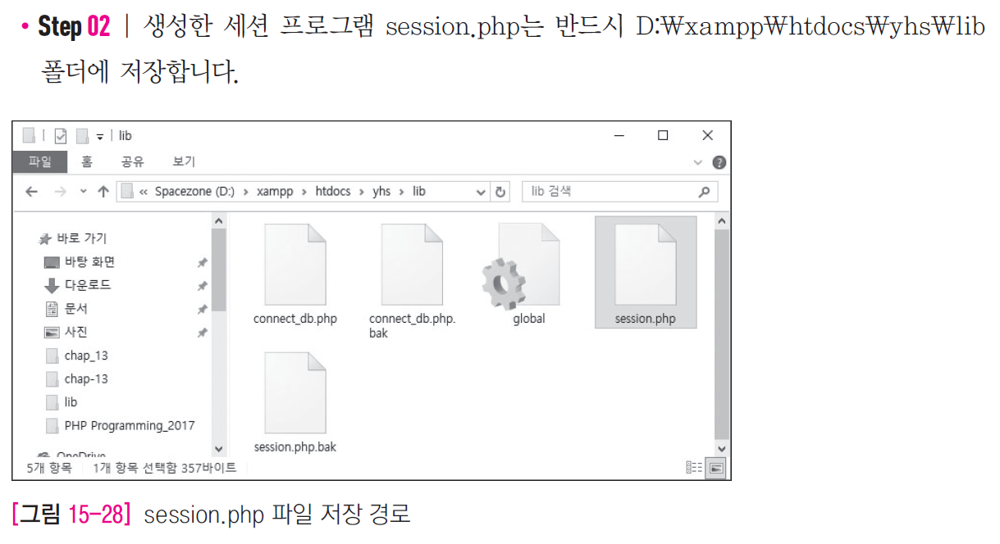 • Step 02 | 생성한 세션 프로그램 session.php는 반드시 D:₩xampp₩htdocs₩yhs₩lib
폴더에 저장합니다.
lib
파일 홈 공유 보기
« Spacezone (D:) > xampp > htdocs > yhs > lib
lib 검색
바로 가기
바탕 화면
다운로드
문서
사진
chap_13
chap-13
lib
PHP Programming_2017
OneDrive
connect_db.php
connect_db.php.
bak
global
session.php
session.php.bak
5개 항목 1개 항목 선택함 357바이트
[그림 15-28] session.php 파일 저장 경로